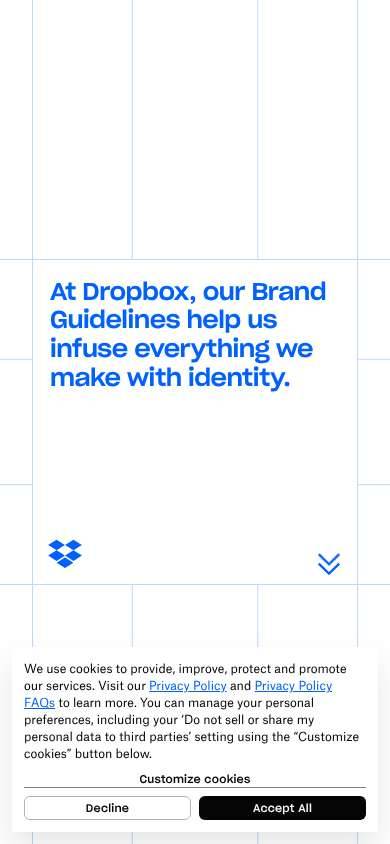 At Dropbox, our Brand
Guidelines help us
infuse everything we
make with identity.
We use cookies to provide, improve, protect and promote
our services. Visit our Privacy Policy and Privacy Policy
FAQs to learn more. You can manage your personal
preferences, including your ‘Do not sell or share my
personal data to third parties’ setting using the “Customize
cookies” button below.
Customize cookies
Decline
Accept All